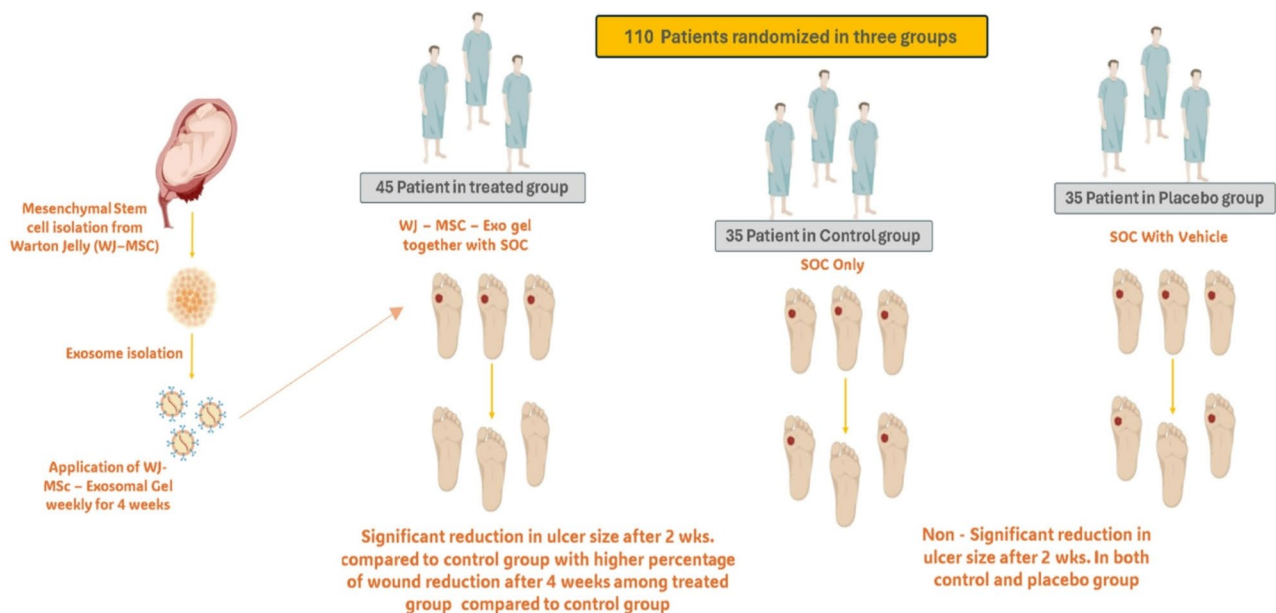 110 Patients randomized in three groups
Mesenchymal Stem
cell isolation from
Warton Jelly (WJ–MSC)
Exosome isolation
Application of WJ-
MSc – Exosomal Gel
weekly for 4 weeks
45 Patient in treated group
WJ – MSC – Exo gel
together with SOC
Significant reduction in ulcer size after 2 wks.
compared to control group with higher percentage
of wound reduction after 4 weeks among treated
group compared to control group
35 Patient in Control group
SOC Only
35 Patient in Placebo group
SOC With Vehicle
Non - Significant reduction in
ulcer size after 2 wks. In both
control and placebo group